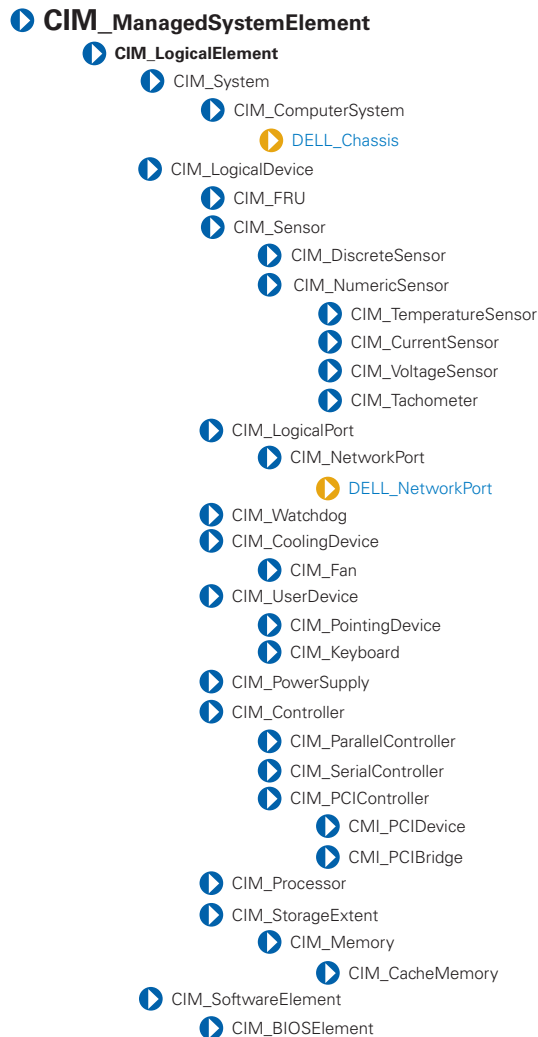 CIM_ManagedSystemElement
CIM_LogicalElement
CIM_System
CIM_ComputerSystem
DELL_Chassis
CIM_LogicalDevice
CIM_FRU
CIM_Sensor
CIM_DiscreteSensor
CIM_NumericSensor
CIM_TemperatureSensor
CIM_CurrentSensor
CIM_VoltageSensor
CIM_Tachometer
CIM_LogicalPort
CIM_NetworkPort
DELL_NetworkPort
CIM_Watchdog
CIM_CoolingDevice
CIM_Fan
CIM_UserDevice
CIM_PointingDevice
CIM_Keyboard
CIM_PowerSupply
CIM_Controller
CIM_ParallelController
CIM_SerialController
CIM_PCIController
CMI_PCIDevice
CMI_PCIBridge
CIM_Processor
CIM_StorageExtent
CIM_Memory
CIM_CacheMemory
CIM_SoftwareElement
CIM_BIOSElement